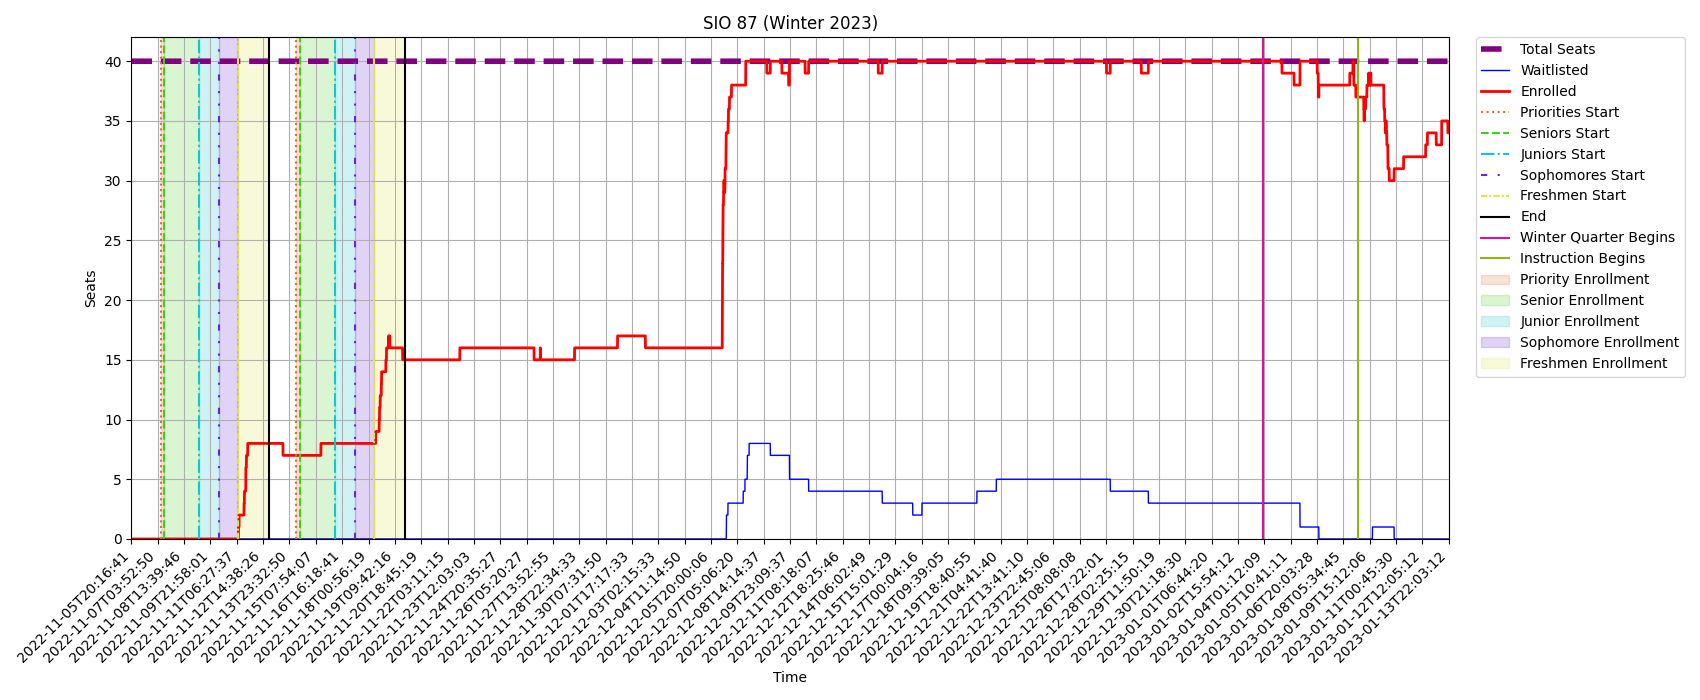 SIO 87 (Winter 2023)
Seats
40
35
30
25
20
15
10
5
0
2022-11-05T20:16:41
2022-11-07T03:52:50
2022-11-08T13:39:46
2022-11-09T21:58:01
2022-11-11T06:27:37
2022-11-12T14:38:26
2022-11-13T23:32:50
2022-11-15T07:54:07
2022-11-16T16:18:41
2022-11-18T00:56:19
2022-11-19T09:42:16
2022-11-20T18:45:19
2022-11-22T03:11:15
2022-11-23T12:03:03
2022-11-24T20:35:27
2022-11-26T05:20:27
2022-11-27T13:52:55
2022-11-28T22:34:33
2022-11-30T07:31:50
2022-12-01T17:17:33
2022-12-03T02:15:33
2022-12-04T11:14:50
2022-12-05T20:00:06
2022-12-07T05:06:20
2022-12-08T14:14:37
2022-12-09T23:09:37
2022-12-11T08:18:07
2022-12-12T18:25:46
2022-12-14T06:02:49
2022-12-15T15:01:29
2022-12-17T00:04:16
2022-12-18T09:39:05
2022-12-19T18:40:55
2022-12-21T04:41:40
2022-12-22T13:41:10
2022-12-23T22:45:06
2022-12-25T08:08:08
2022-12-26T17:22:01
2022-12-28T02:25:15
2022-12-29T11:50:19
2022-12-30T21:18:30
2023-01-01T06:44:20
2023-01-02T15:54:12
2023-01-04T01:12:09
2023-01-05T10:41:11
2023-01-06T20:03:28
2023-01-08T05:34:45
2023-01-09T15:12:06
2023-01-11T00:45:30
2023-01-12T12:05:12
2023-01-13T22:03:12
Time
Total Seats
Waitlisted
Enrolled
Priorities Start
Seniors Start
Juniors Start
Sophomores Start
Freshmen Start
End
Winter Quarter Begins
Instruction Begins
Priority Enrollment
Senior Enrollment
Junior Enrollment
Sophomore Enrollment
Freshmen Enrollment